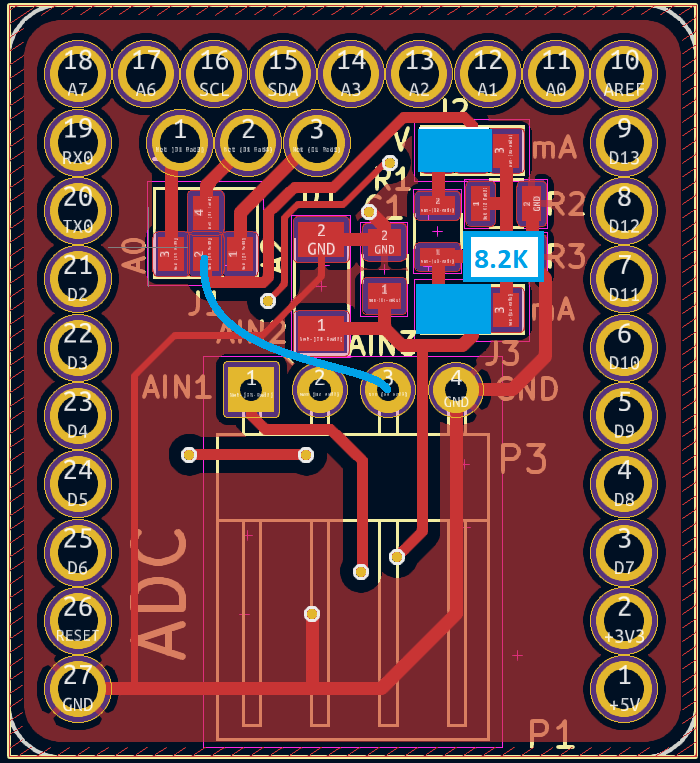 18 17 16 15 14 13 12 11 10
A7 A6 SCL SDA A3 A2 A1 A0 AREF
J2
19 1 2 3 9
RX0 V 3 mA D13
R1
20 4 1 2 GND R2 8
TX0 C1 D12
2 GND 2 GND
A0 3 2 1 1 8.2K R3
21 7
D2 1 D11
J1 3 mA
22 AIN2 1 AIN3 6
D3 J3 D10
AIN1 1 2 3 4 GND
GND
23 5
D4 D9
P3
24 4
D5 D8
25 3
D6 D7
ADC
26 2
RESET +3V3
27 1
GND +5V
P1